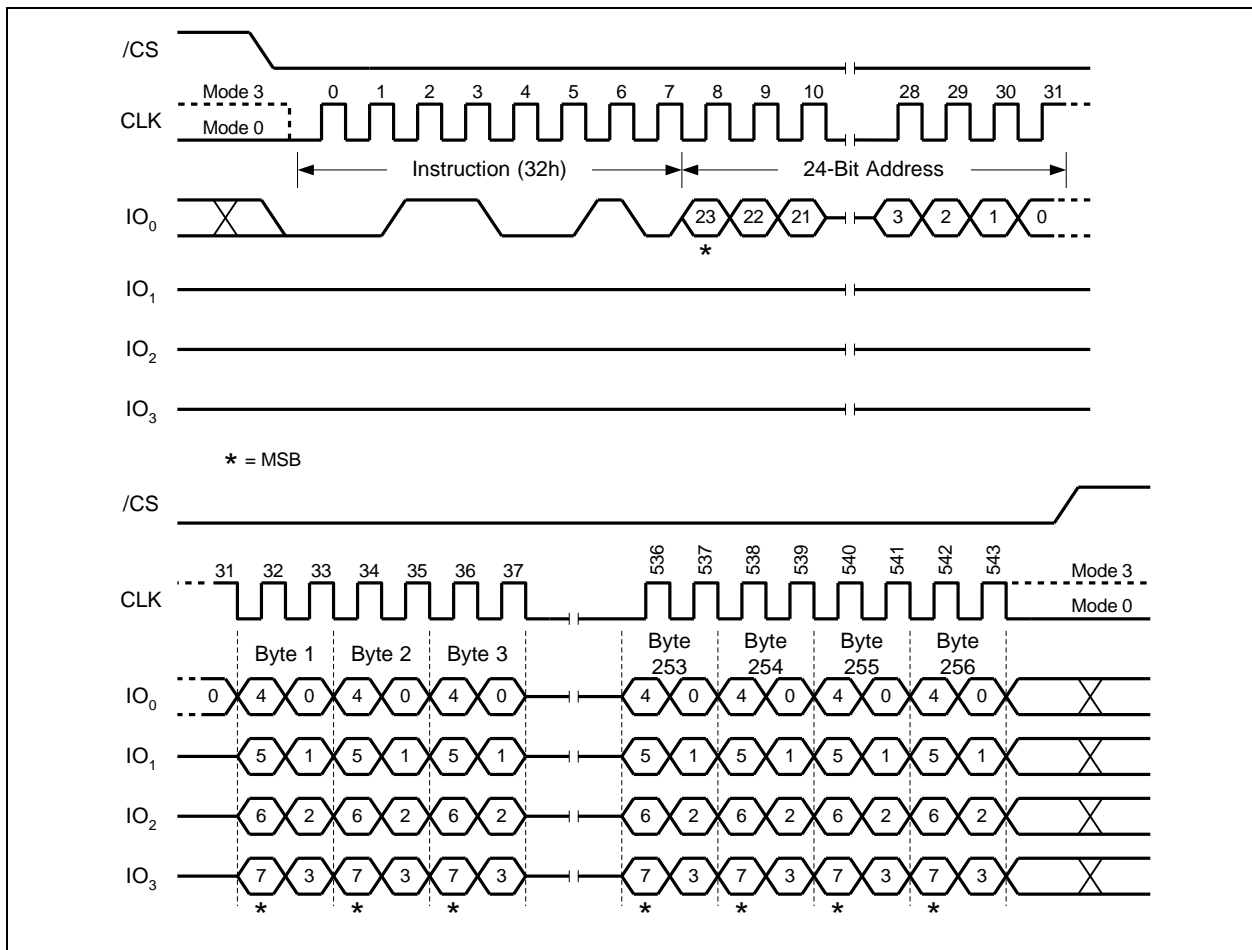 /CS
Mode 3 0 1 2 3 4 5 6 7 8 9 10 28 29 30 31
CLK
Mode 0
Instruction (32h) 24-Bit Address
IO0 23 22 21 3 2 1 0
*
IO1
IO2
IO3
* = MSB
/CS
31 32 33 34 35 36 37 536 537 538 539 540 541 542 543
Mode 3
CLK
Mode 0
Byte 1 Byte 2 Byte 3 Byte 253 Byte 254 Byte 255 Byte 256
IO0 0 4 0 4 0 4 0 4 0 4 0 4 0 4 0
IO1 5 1 5 1 5 1 5 1 5 1 5 1 5 1
IO2 6 2 6 2 6 2 6 2 6 2 6 2 6 2
IO3 7 3 7 3 7 3 7 3 7 3 7 3 7 3
* * * * * * *